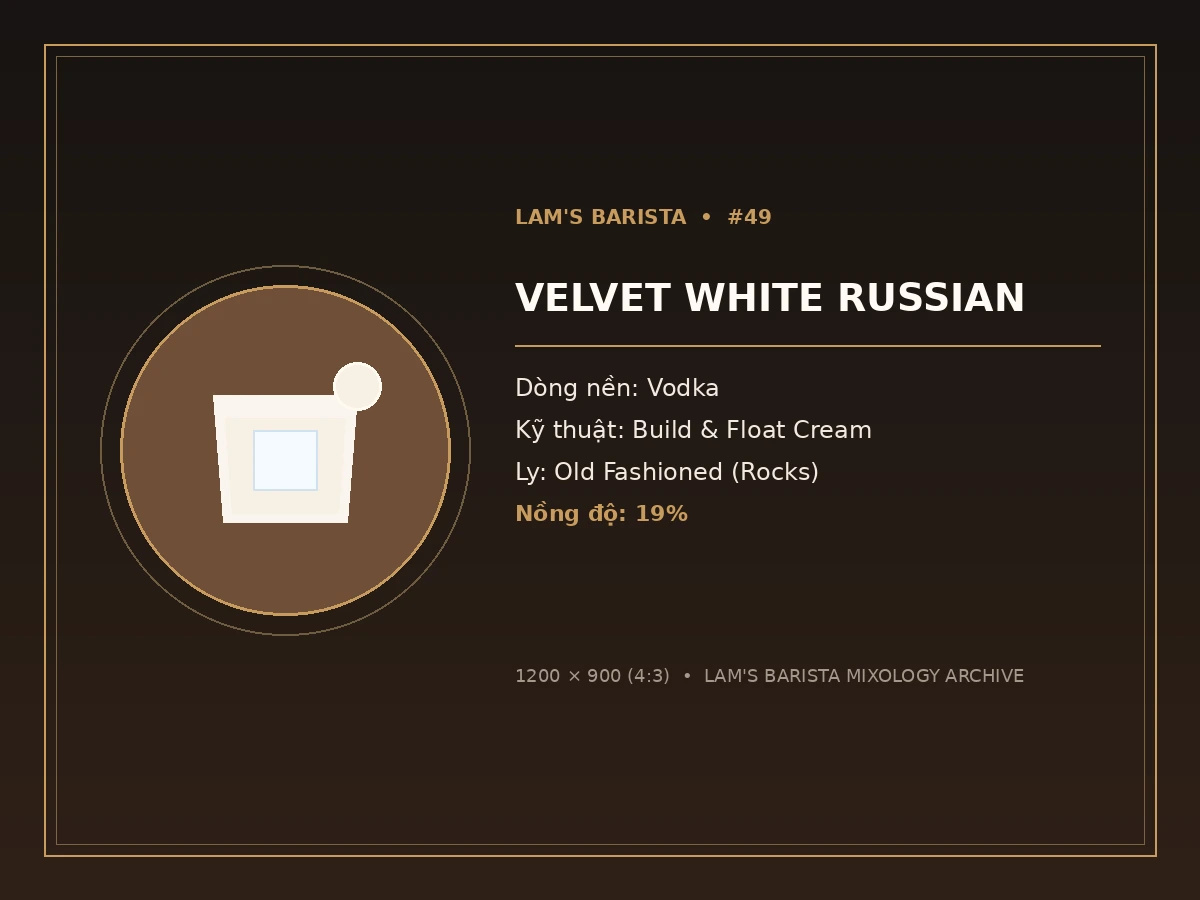 LAM'S BARISTA • #49
VELVET WHITE RUSSIAN
Dòng nền: Vodka
Kỹ thuật: Build & Float Cream
Ly: Old Fashioned (Rocks)
Nồng độ: 19%
1200 × 900 (4:3) • LAM'S BARISTA MIXOLOGY ARCHIVE